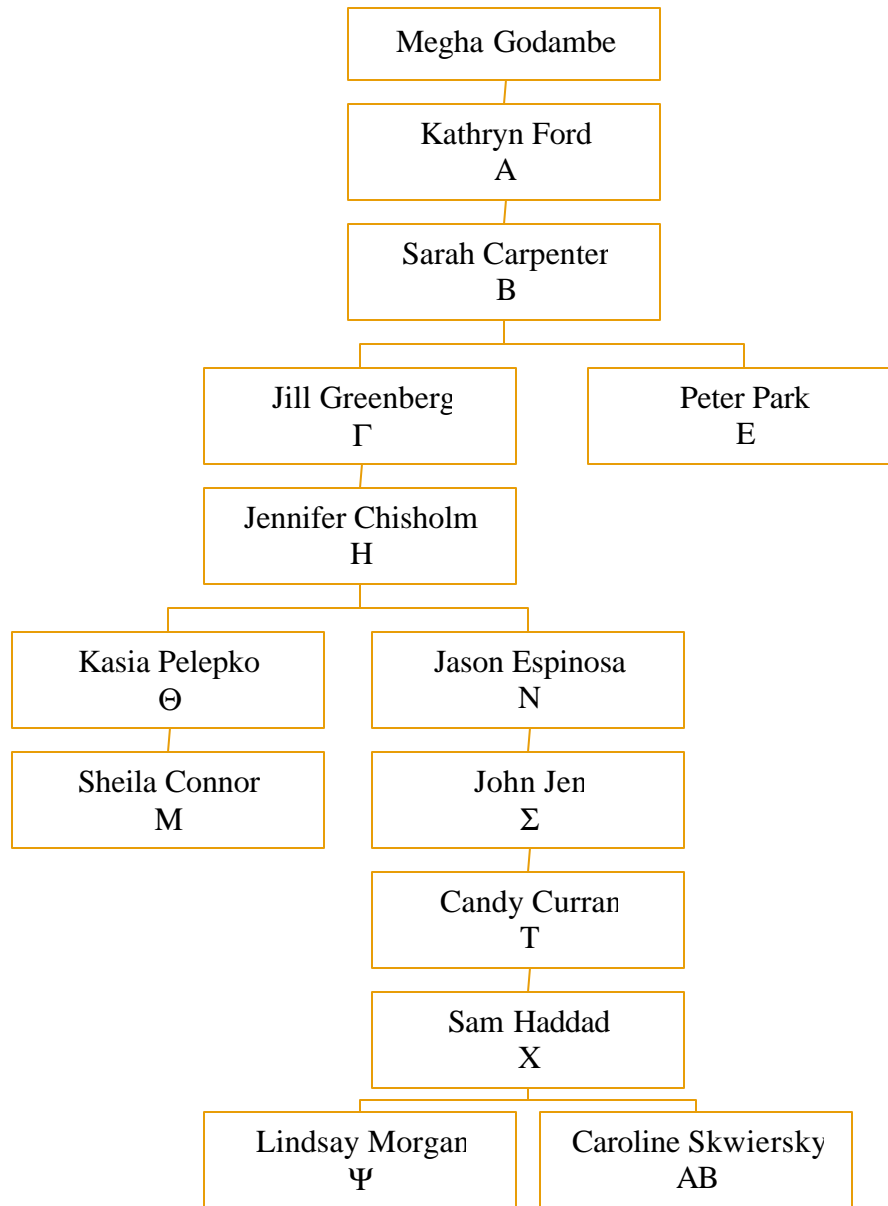 Megha Godambe
Kathryn Ford
Α
Sarah Carpenter
Β
Jill Greenberg
Γ
Peter Park
Ε
Jennifer Chisholm
Η
Kasia Pelepko
Θ
Jason Espinosa
Ν
Sheila Connor
Μ
John Jen
Σ
Candy Curran
Τ
Sam Haddad
Χ
Lindsay Morgan
Ψ
Caroline Skwiersky
ΑΒ